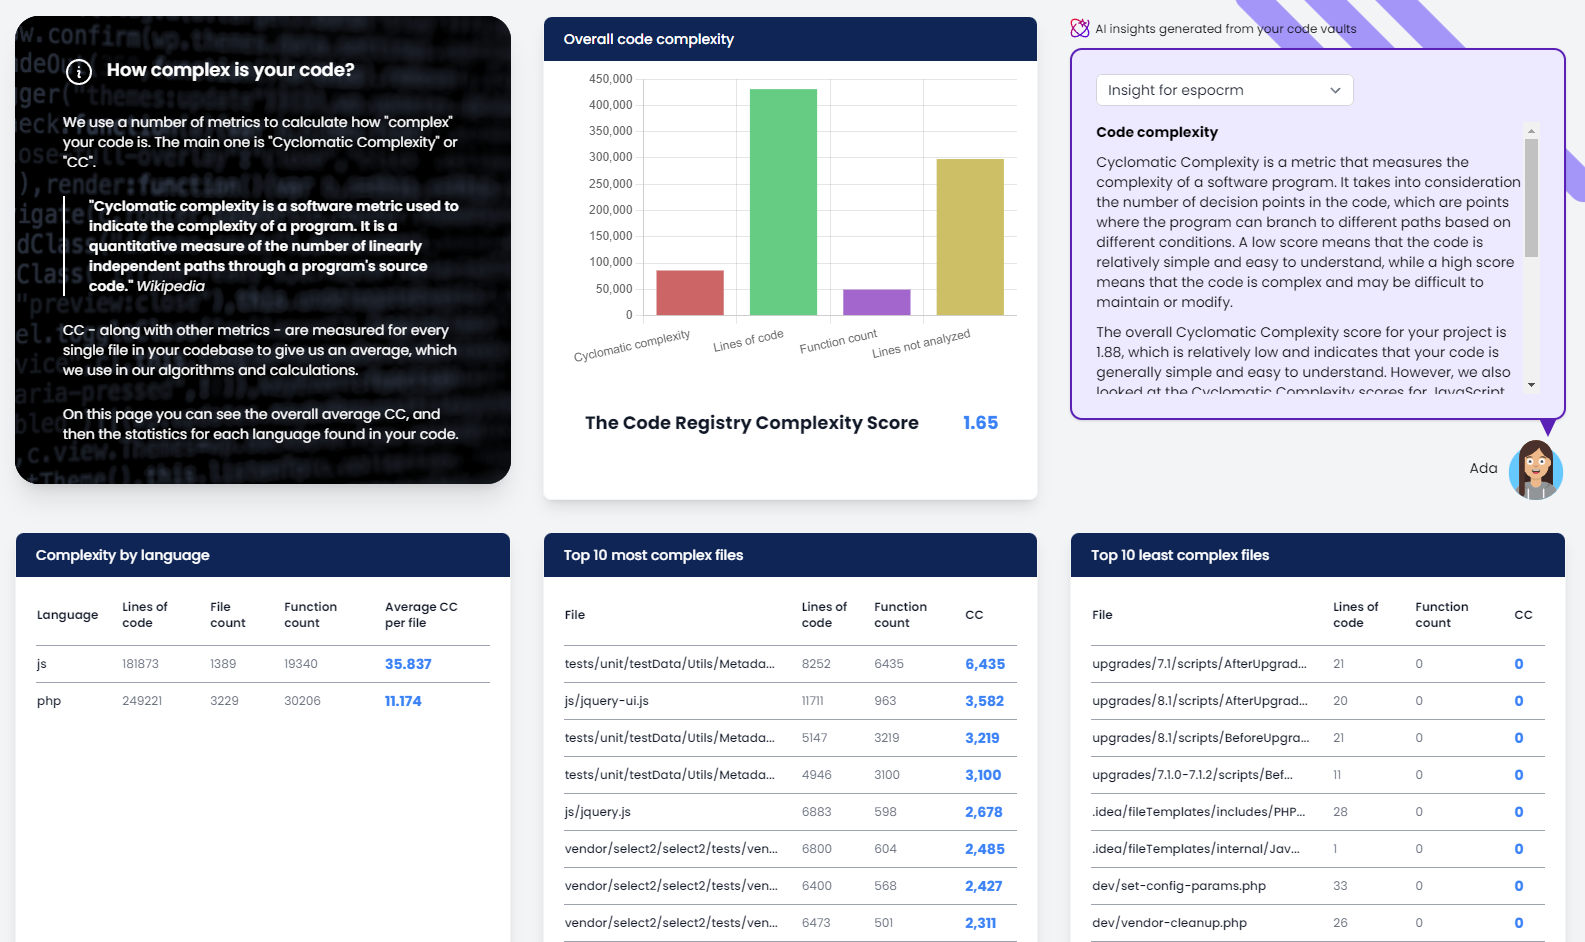 How complex is your code?
We use a number of metrics to calculate how "complex"
your code is. The main one is "Cyclomatic Complexity" or
"CC".
"Cyclomatic complexity is a software metric used to
indicate the complexity of a program. It is a
quantitative measure of the number of linearly
independent paths through a program's source
code." Wikipedia
CC - along with other metrics - are measured for every
single file in your codebase to give us an average, which
we use in our algorithms and calculations.
On this page you can see the overall average CC, and
then the statistics for each language found in your code.
Overall code complexity
450,000
400,000
350,000
300,000
250,000
200,000
150,000
100,000
50,000
0
Cyclomatic complexity
Lines of code
Function count
Lines not analyzed
The Code Registry Complexity Score 1.65
AI insights generated from your code vaults
Insight for espocrm
Code complexity
Cyclomatic Complexity is a metric that measures the
complexity of a software program. It takes into consideration
the number of decision points in the code, which are points
where the program can branch to different paths based on
different conditions. A low score means that the code is
relatively simple and easy to understand, while a high score
means that the code is complex and may be difficult to
maintain or modify.
The overall Cyclomatic Complexity score for your project is
1.88, which is relatively low and indicates that your code is
generally simple and easy to understand. However, we also
looked at the Cyclomatic Complexity scores for JavaScript
Ada
Complexity by language
Language Lines of code File count Function count Average CC per file
js 181873 1389 19340 35.837
php 249221 3229 30206 11.174
Top 10 most complex files
File Lines of code Function count CC
tests/unit/testData/Utils/Metada... 8252 6435 6,435
js/jquery-ui.js 11711 963 3,582
tests/unit/testData/Utils/Metada... 5147 3219 3,219
tests/unit/testData/Utils/Metada... 4946 3100 3,100
js/jquery.js 6883 598 2,678
vendor/select2/select2/tests/ven... 6800 604 2,485
vendor/select2/select2/tests/ven... 6400 568 2,427
vendor/select2/select2/tests/ven... 6473 501 2,311
Top 10 least complex files
File Lines of code Function count CC
upgrades/7.1/scripts/AfterUpgrad... 21 0 0
upgrades/8.1/scripts/AfterUpgrad... 20 0 0
upgrades/8.1/scripts/BeforeUpgra... 21 0 0
upgrades/7.1.0-7.1.2/scripts/Bef... 11 0 0
.idea/fileTemplates/includes/PHP... 28 0 0
.idea/fileTemplates/internal/Jav... 1 0 0
dev/set-config-params.php 33 0 0
dev/vendor-cleanup.php 26 0 0